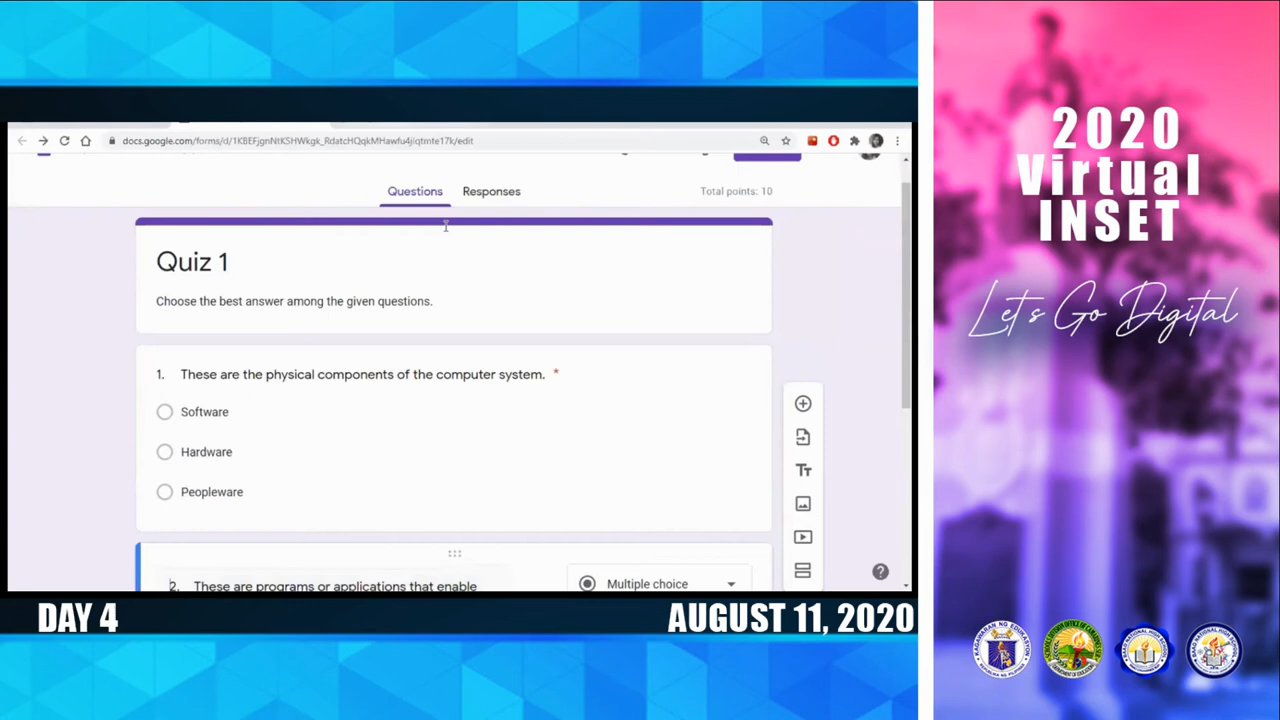 docs.google.com/forms/d/1KBEFjgnNtKSHWkgk_RdatcHQqkMHawfu4jiqtmte17k/edit
Questions
Responses
Total points: 10
Quiz 1
Choose the best answer among the given questions.
1. These are the physical components of the computer system. *
Software
Hardware
Peopleware
2. These are programs or applications that enable
Multiple choice
DAY 4
AUGUST 11, 2020
2020
Virtual
INSET
Let's Go Digital